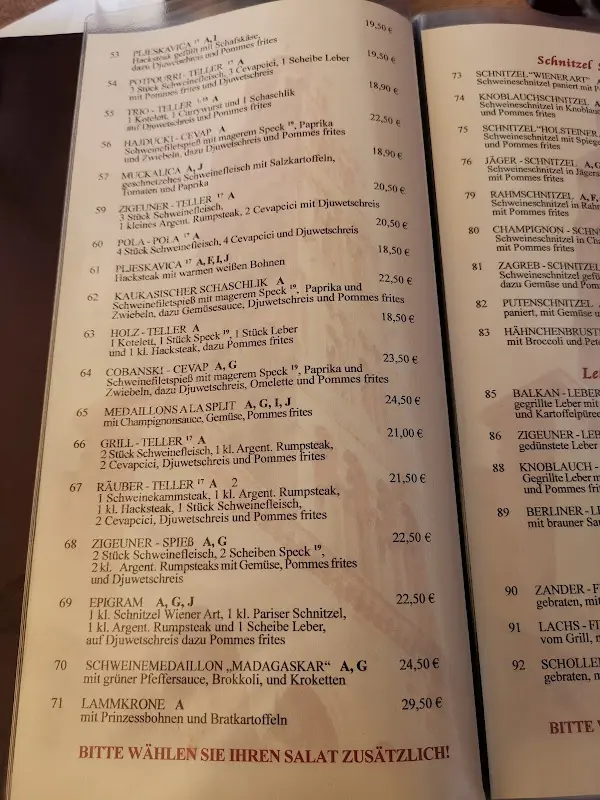 53 PLJESKAVICA 17 A, I 19,50 €
Hacksteak gefüllt mit Schafskäse,
dazu Djuwetschreis und Pommes frites
54 POTPOURRI - TELLER 17 A 19,50 €
3 Stück Schweinefleisch, 3 Cevapcici, 1 Scheibe Leber
mit Pommes frites und Djuwetschreis
55 TRIO - TELLER A 18,90 €
1 Kotelett, 1 Currywurst und 1 Schaschlik
auf Djuwetschreis und Pommes frites
56 HAJDUCKI - CEVAP A 22,50 €
Schweinefiletspieß mit magerem Speck 19, Paprika
und Zwiebeln, dazu Djuwetschreis und Pommes frites
57 MUCKALICA A, J 18,90 €
geschnetzeltes Schweinefleisch mit Salzkartoffeln,
Tomaten und Paprika
59 ZIGEUNER - TELLER 17 A 20,50 €
3 Stück Schweinefleisch,
1 kleines Argent. Rumpsteak, 2 Cevapcici mit Djuwetschreis
60 POLA - POLA 17 A 20,50 €
4 Stück Schweinefleisch, 4 Cevapcici und Djuwetschreis
61 PLJESKAVICA 17 A, F, I, J 18,50 €
Hacksteak mit warmen weißen Bohnen
62 KAUKASISCHER SCHASCHLIK A 22,50 €
Schweinefiletspieß mit magerem Speck 19, Paprika und
Zwiebeln, dazu Gemüsesauce, Djuwetschreis und Pommes frites
63 HOLZ - TELLER A 18,50 €
1 Kotelett, 1 Stück Speck 19, 1 Stück Leber
und 1 kl. Hacksteak, dazu Pommes frites
64 COBANSKI - CEVAP A, G 23,50 €
Schweinefiletspieß mit magerem Speck 19, Paprika und
Zwiebeln, dazu Djuwetschreis, Omelette und Pommes frites
65 MEDAILLONS A LA SPLIT A, G, I, J 24,50 €
mit Champignonsauce, Gemüse, Pommes frites
66 GRILL - TELLER 17 A 21,00 €
2 Stück Schweinefleisch, 1 kl. Argent. Rumpsteak,
2 Cevapcici, Djuwetschreis und Pommes frites
67 RÄUBER - TELLER 17 A 2 21,50 €
1 Schweinekammsteak, 1 kl. Argent. Rumpsteak,
1 kl. Hacksteak, 1 Stück Schweinefleisch,
2 Cevapcici, Djuwetschreis und Pommes frites
68 ZIGEUNER - SPIEß A, G 22,50 €
2 Stück Schweinefleisch, 2 Scheiben Speck 19,
2 kl. Argent. Rumpsteaks mit Gemüse, Pommes frites
und Djuwetschreis
69 EPIGRAM A, G, J 22,50 €
1 kl. Schnitzel Wiener Art, 1 kl. Pariser Schnitzel,
1 kl. Argent. Rumpsteak und 1 Scheibe Leber,
auf Djuwetschreis dazu Pommes frites
70 SCHWEINEMEDAILLON „MADAGASKAR“ A, G 24,50 €
mit grüner Pfeffersauce, Brokkoli, und Kroketten
71 LAMMKRONE A 29,50 €
mit Prinzessbohnen und Bratkartoffeln
BITTE WÄHLEN SIE IHREN SALAT ZUSÄTZLICH!
Schnitzel
73 SCHNITZEL "WIENER ART" A
Schweineschnitzel paniert mit
74 KNOBLAUCHSCHNITZEL
Schweineschnitzel in
75 SCHNITZEL "HOLSTEINER
Schweineschnitzel mit
und Pommes frites
76 JÄGER - SCHNITZEL A,
Schweineschnitzel in
mit Pommes frites
79 RAHMSCHNITZEL A, F,
Schweineschnitzel in
mit Pommes frites
80 CHAMPIGNON -
Schweineschnitzel in
mit Pommes frites
81 ZAGREB - SCHNITZEL
Schweineschnitzel
dazu Gemüse und
82 PUTENSCHNITZEL
paniert, mit Gemüse
83
mit Broccoli und
85 BALKAN - LEBER
gegrillte Leber mit
und
86 ZIGEUNER -
gedünstete Leber
88 KNOBLAUCH -
Gegrillte Leber
und Pommes
89 BERLINER -
mit brauner
90 ZANDER -
gebraten,
91 LACHS -
vom Grill,
92
gebraten,
BITTE